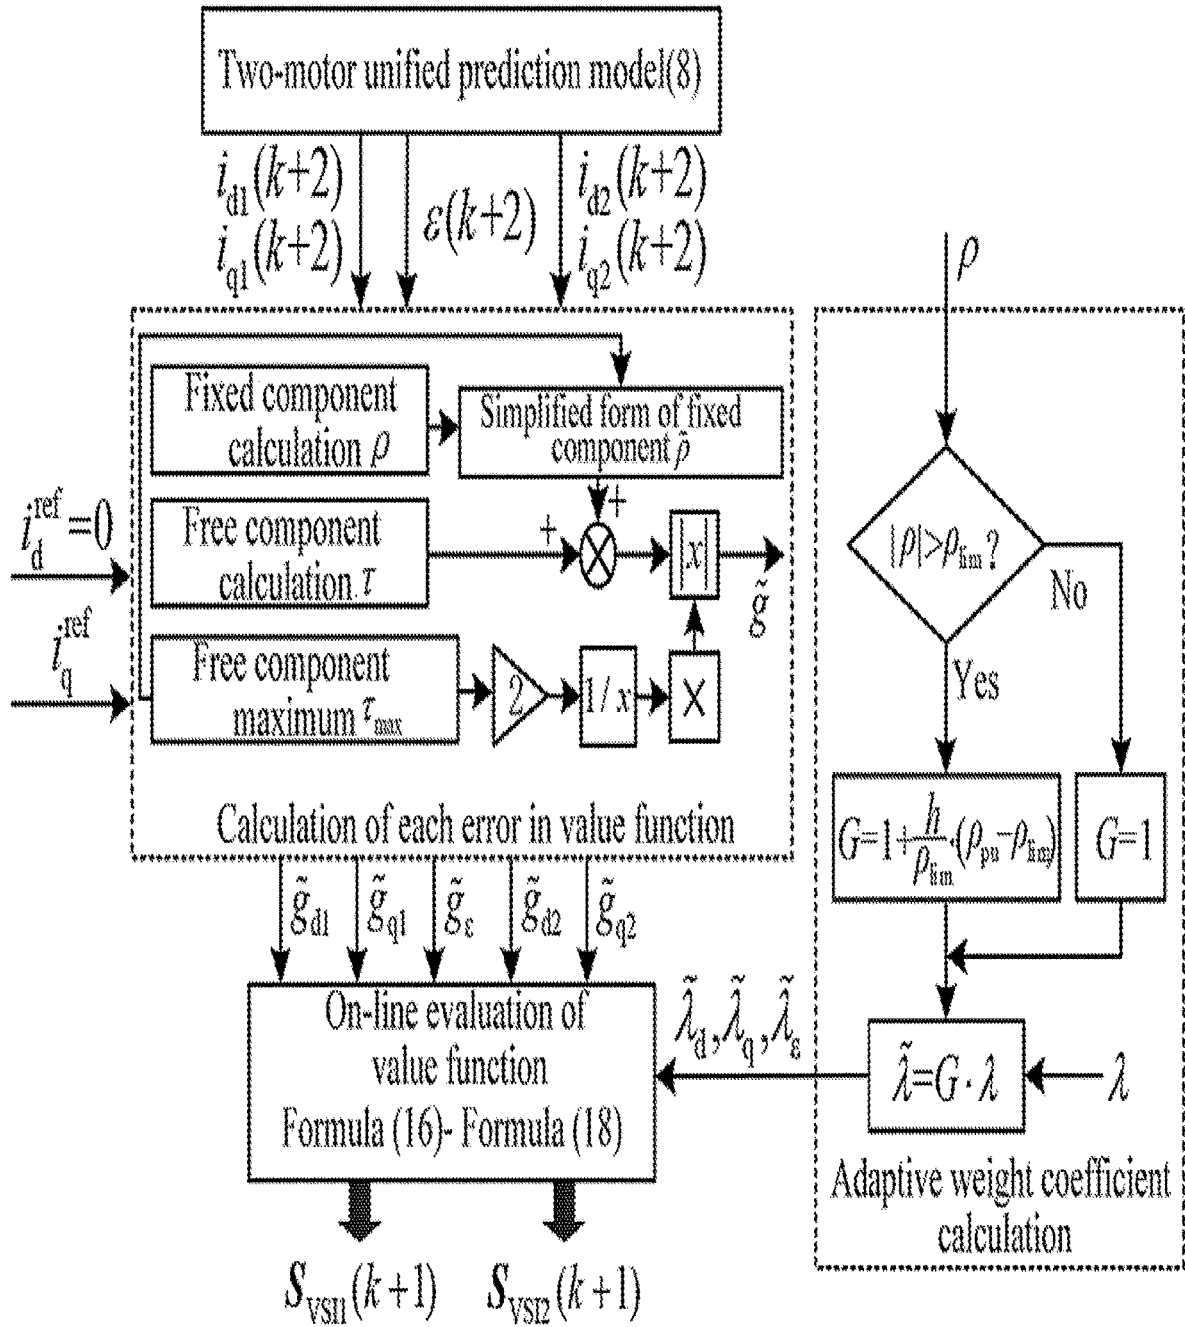 Two-motor unified prediction model(8)
i_d1(k+2)
i_q1(k+2)
ε(k+2)
i_d2(k+2)
i_q2(k+2)
ρ
Fixed component
calculation ρ
Simplified form of fixed
component ρ̃
+
i_d^ref=0
Free component
calculation τ
+
|x|
g̃
|ρ|>ρ_lim?
No
Yes
i_q^ref
Free component
maximum τ_max
2
1/x
×
Calculation of each error in value function
G=1+h/ρ_lim·(ρ_pu-ρ_lim)
G=1
g̃_d1
g̃_q1
g̃_ε
g̃_d2
g̃_q2
On-line evaluation of
value function
Formula (16)- Formula (18)
λ̃_d,λ̃_q,λ̃_ε
λ̃=G·λ
λ
Adaptive weight coefficient
calculation
S_VSI1(k+1)
S_VSI2(k+1)